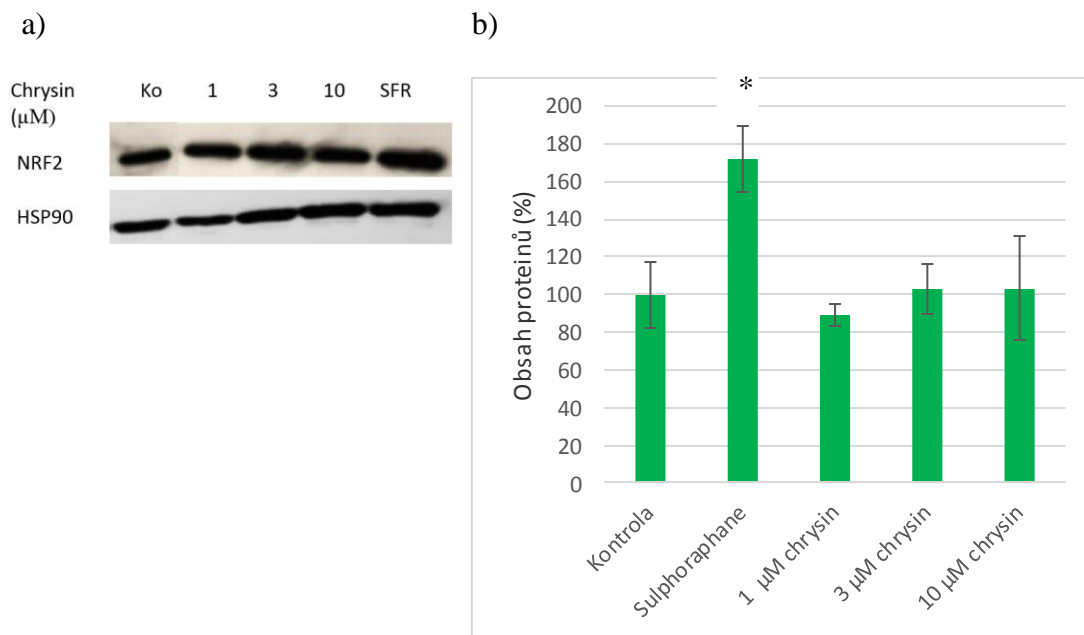 a)
Chrysin Ko 1 3 10 SFR
(µM)
NRF2
HSP90
b)
*
Obsah proteinů (%)
200
180
160
140
120
100
80
60
40
20
0
Kontrola
Sulphoraphane
1 µM chrysin
3 µM chrysin
10 µM chrysin